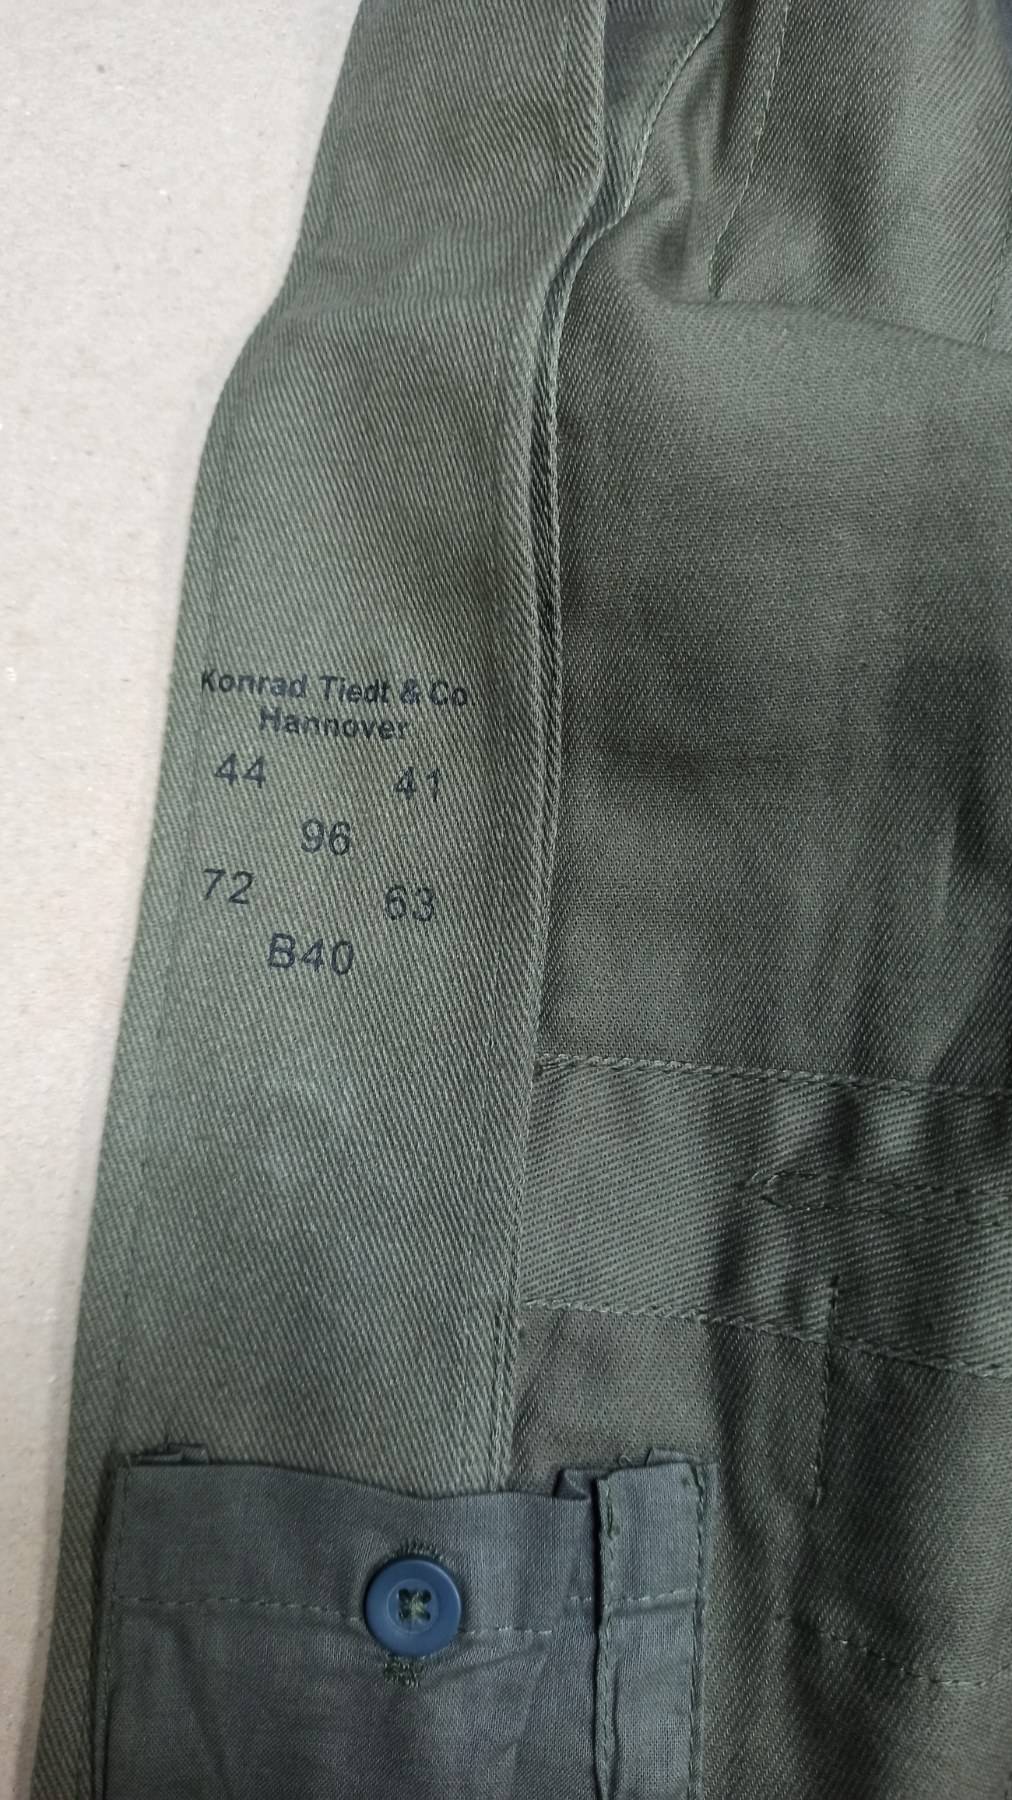 Konrad Tiedt & Co
Hannover
44 41
96
72 63
B40